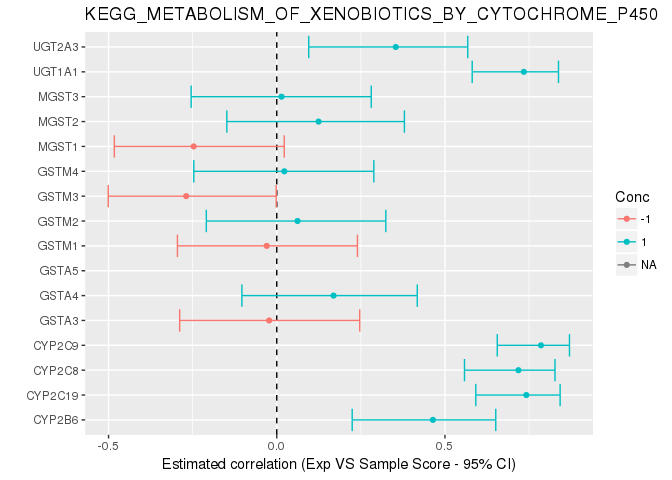 KEGG_METABOLISM_OF_XENOBIOTICS_BY_CYTOCHROME_P450
UGT2A3
UGT1A1
MGST3
MGST2
MGST1
GSTM4
GSTM3
GSTM2
GSTM1
GSTA5
GSTA4
GSTA3
CYP2C9
CYP2C8
CYP2C19
CYP2B6
-0.5
0.0
0.5
Estimated correlation (Exp VS Sample Score - 95% CI)
Conc
-1
1
NA